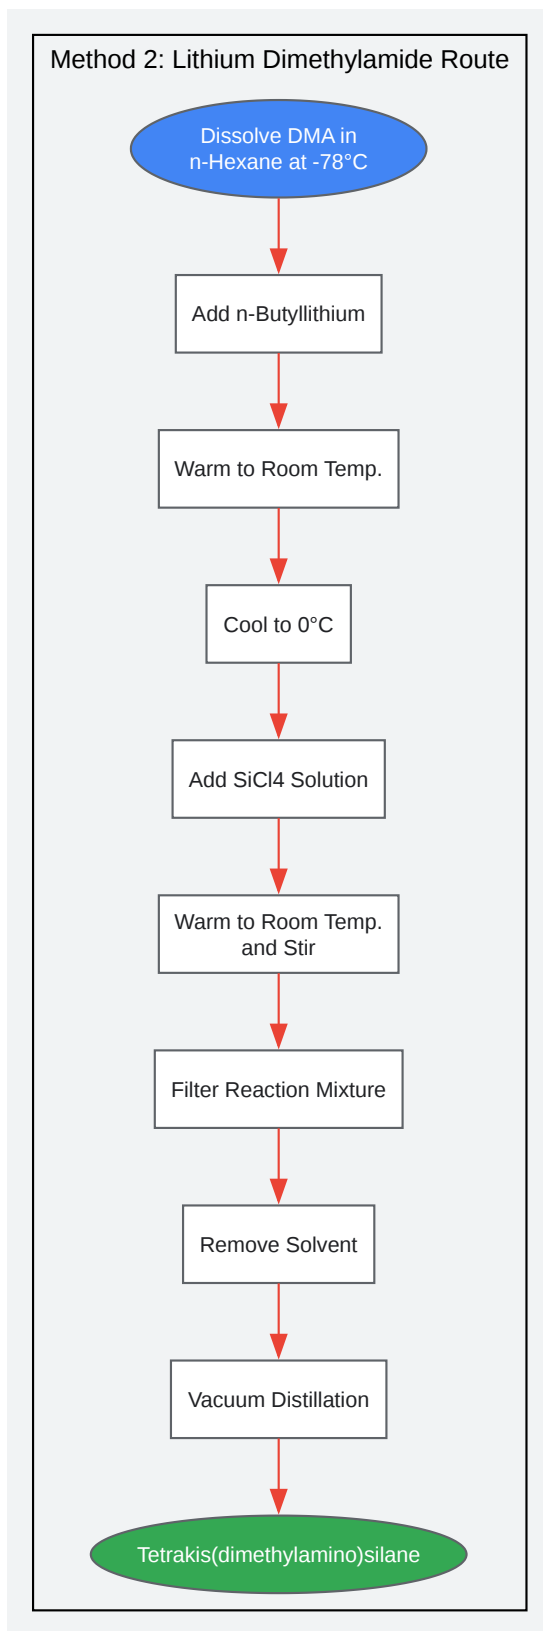 Method 2: Lithium Dimethylamide Route
Dissolve DMA in
n-Hexane at -78°C
Add n-Butyllithium
Warm to Room Temp.
Cool to 0°C
Add SiCl4 Solution
Warm to Room Temp.
and Stir
Filter Reaction Mixture
Remove Solvent
Vacuum Distillation
Tetrakis(dimethylamino)silane